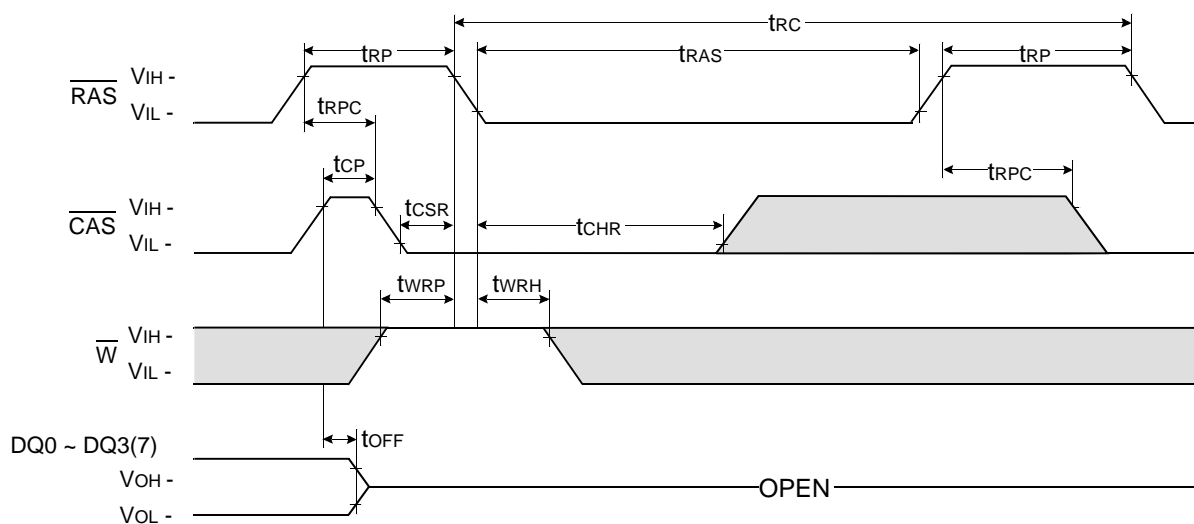 tRC
tRP
tRAS
tRP
RAS
VIH -
VIL -
tRPC
tCP
tRPC
CAS
VIH -
VIL -
tCSR
tCHR
tWRP
tWRH
W
VIH -
VIL -
tOFF
DQ0 ~ DQ3(7)
VOH -
VOL -
OPEN